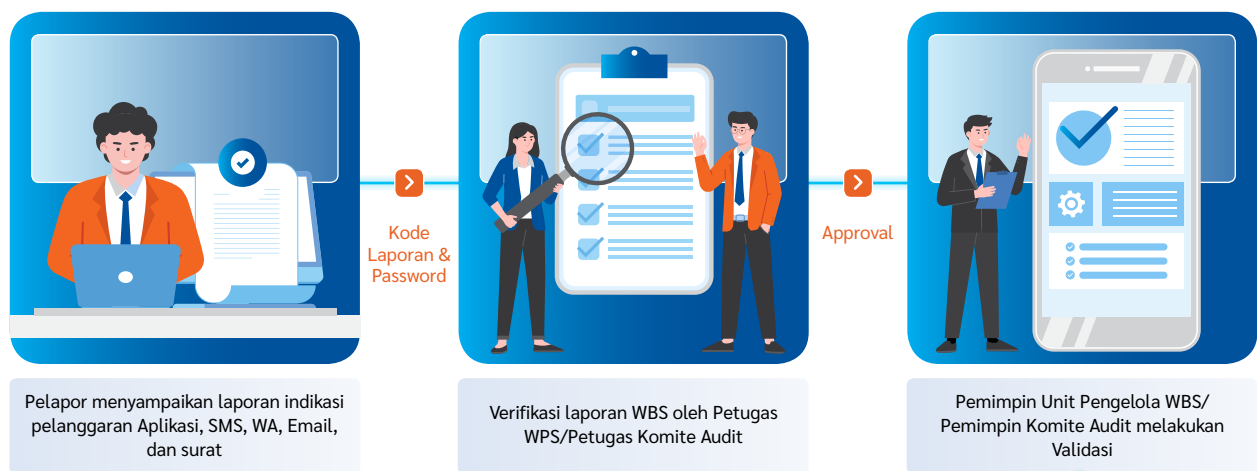 Kode
Laporan &
Password
Approval
Pelapor menyampaikan laporan indikasi
pelanggaran Aplikasi, SMS, WA, Email,
dan surat
Verifikasi laporan WBS oleh Petugas
WPS/Petugas Komite Audit
Pemimpin Unit Pengelola WBS/
Pemimpin Komite Audit melakukan
Validasi